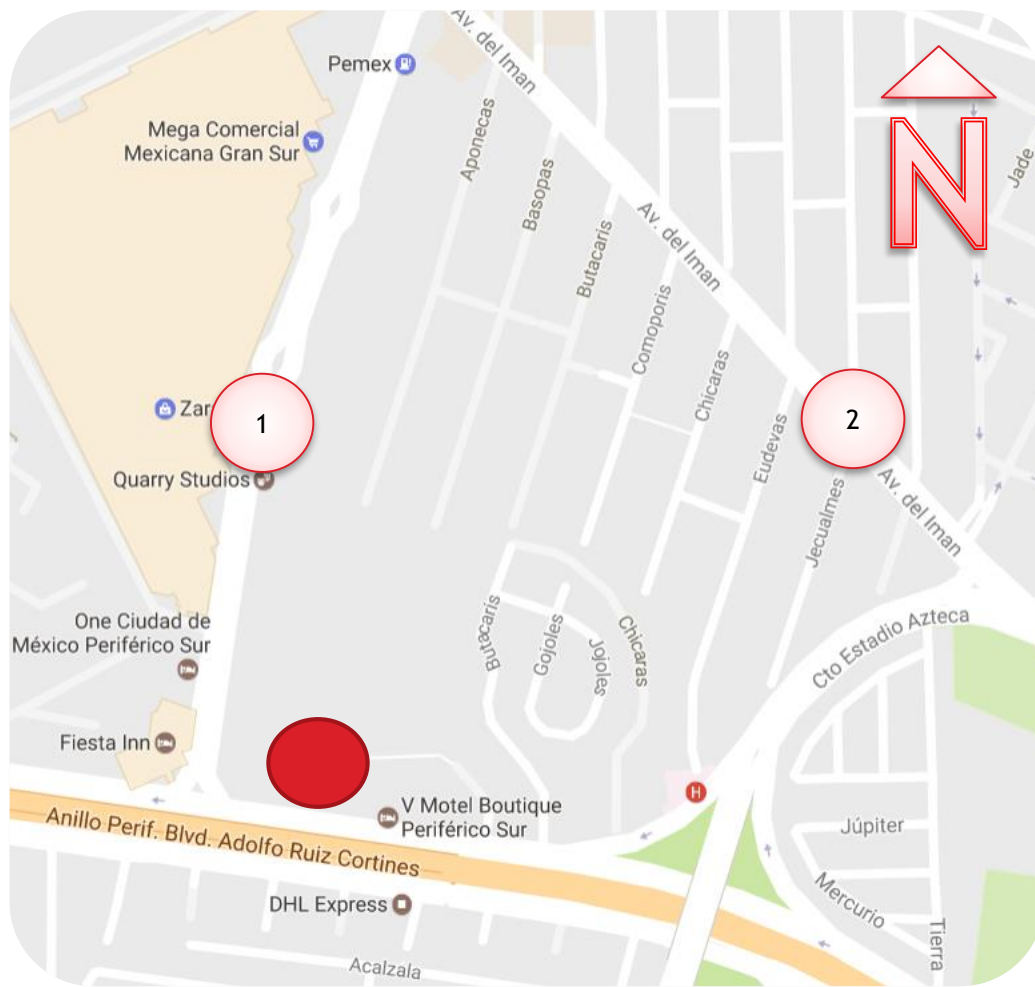 Av. del Iman
Pemex
Mega Comercial
Mexicana Gran Sur
Aponecas
Basopas
Butacaris
Jade
N
Av. del Iman
Comoporis
Chicaras
Eudevas
1
2
Quarry Studios
Jecualmes
Av. del Iman
One Ciudad de
México Periférico Sur
Butacaris
Gojoles
Jojoles
Chicaras
Cto Estadio Azteca
Fiesta Inn
H
V Motel Boutique
Periférico Sur
Anillo Perif. Blvd. Adolfo Ruiz Cortines
Júpiter
Mercurio
Tierra
DHL Express
Acalzala